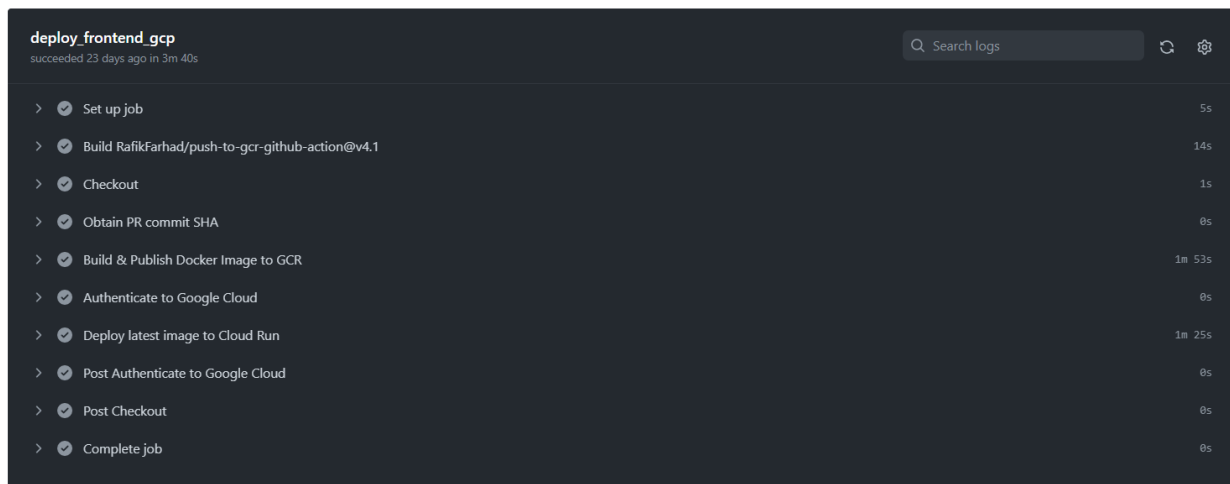 deploy_frontend_gcp
succeeded 23 days ago in 3m 40s
Search logs
Set up job 5s
Build RafikFarhad/push-to-gcr-github-action@v4.1 14s
Checkout 1s
Obtain PR commit SHA 0s
Build & Publish Docker Image to GCR 1m 53s
Authenticate to Google Cloud 0s
Deploy latest image to Cloud Run 1m 25s
Post Authenticate to Google Cloud 0s
Post Checkout 0s
Complete job 0s